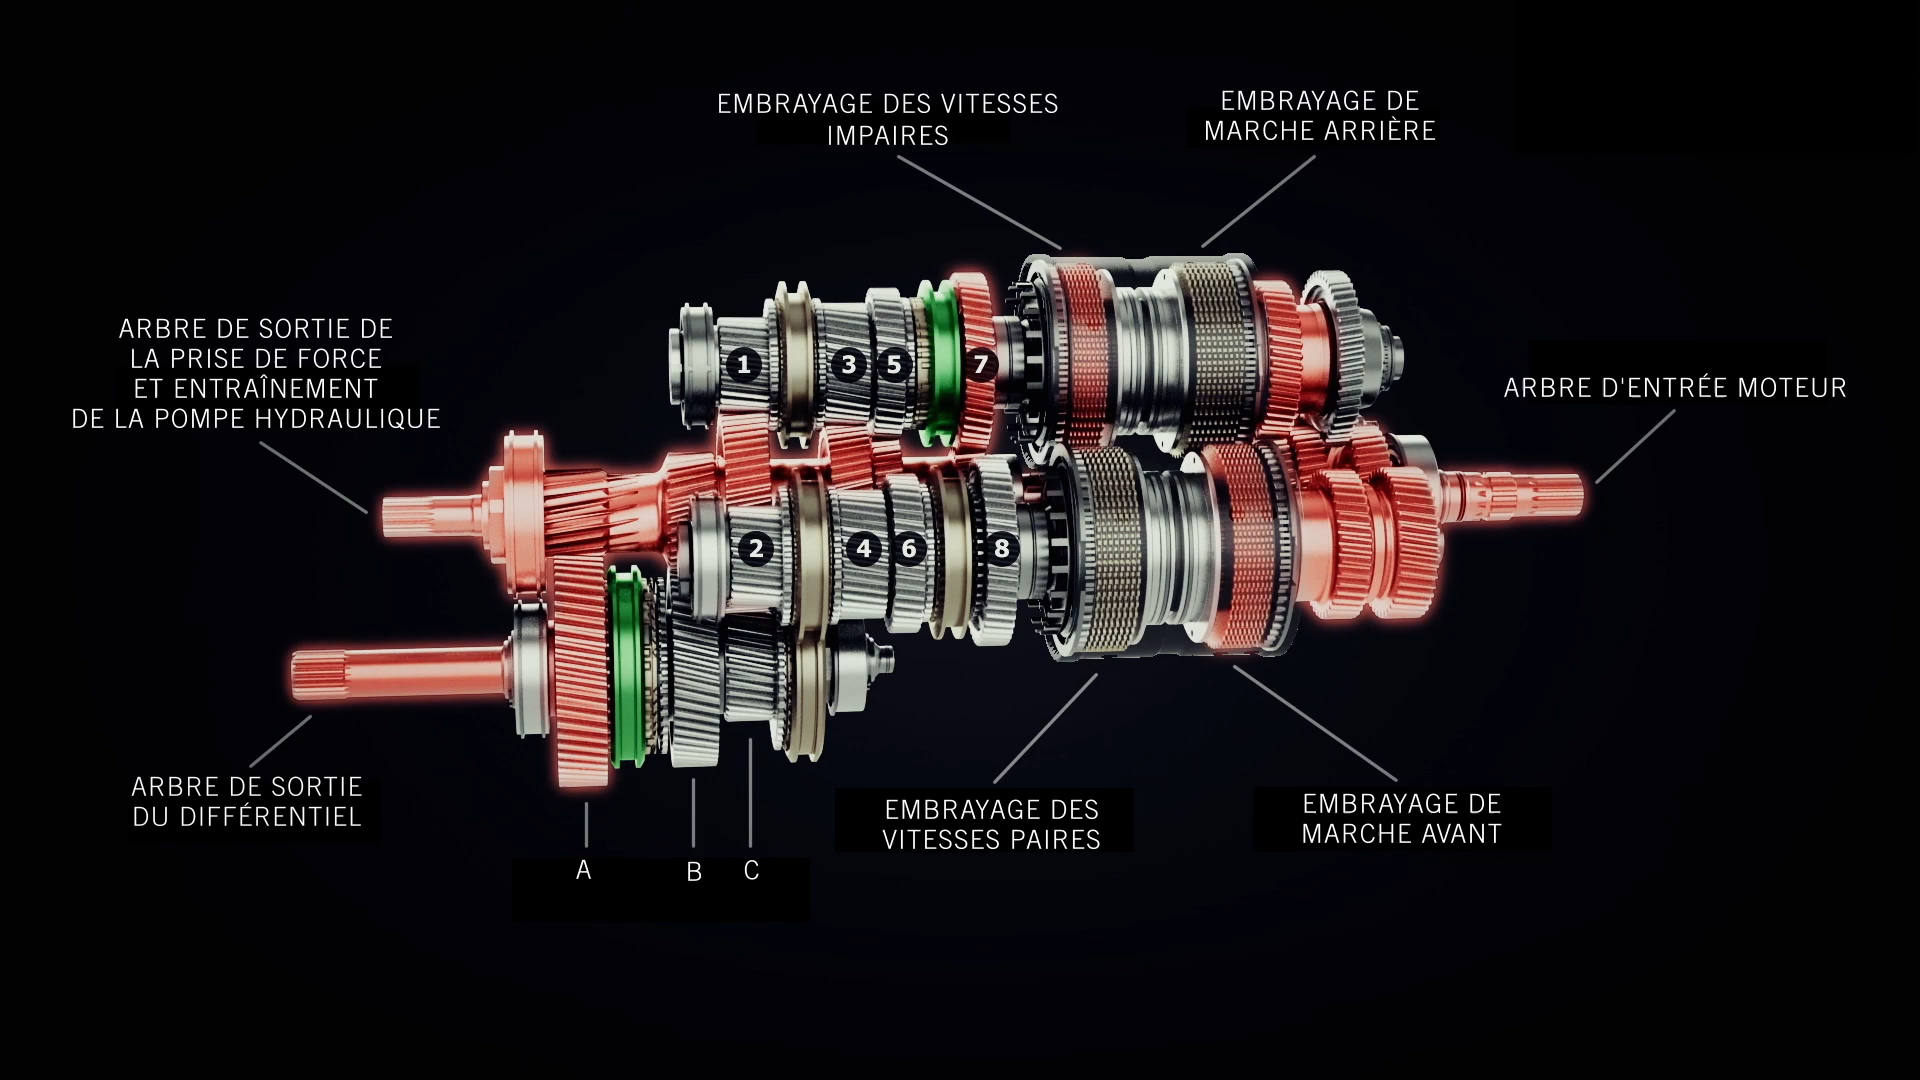 EMBRAYAGE DES VITESSES
IMPAIRES
EMBRAYAGE DE
MARCHE ARRIÈRE
ARBRE DE SORTIE DE
LA PRISE DE FORCE
ET ENTRAÎNEMENT
DE LA POMPE HYDRAULIQUE
ARBRE D'ENTRÉE MOTEUR
1
3
5
7
2
4
6
8
ARBRE DE SORTIE
DU DIFFÉRENTIEL
EMBRAYAGE DES
VITESSES PAIRES
EMBRAYAGE DE
MARCHE AVANT
A
B
C